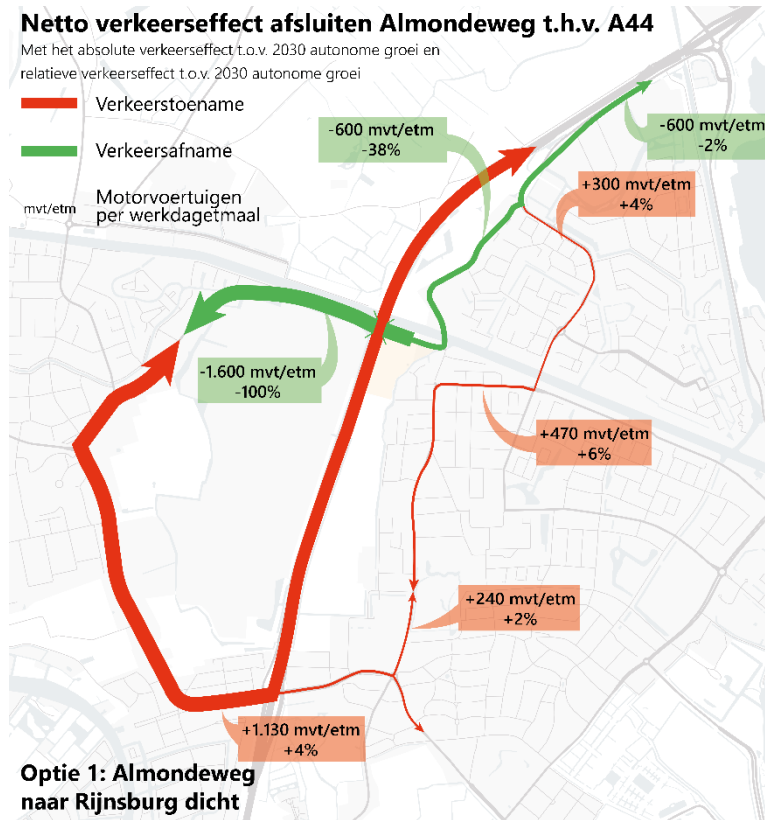 Netto verkeerseffect afsluiten Almondeweg t.h.v. A44
Met het absolute verkeerseffect t.o.v. 2030 autonome groei en
relatieve verkeerseffect t.o.v. 2030 autonome groei
Verkeerstoename
Verkeersafname
mvt/etm
Motorvoertuigen
per werkdagetmaal
-600 mvt/etm
-38%
-600 mvt/etm
-2%
+300 mvt/etm
+4%
-1.600 mvt/etm
-100%
+470 mvt/etm
+6%
+240 mvt/etm
+2%
+1.130 mvt/etm
+4%
Optie 1: Almondeweg
naar Rijnsburg dicht